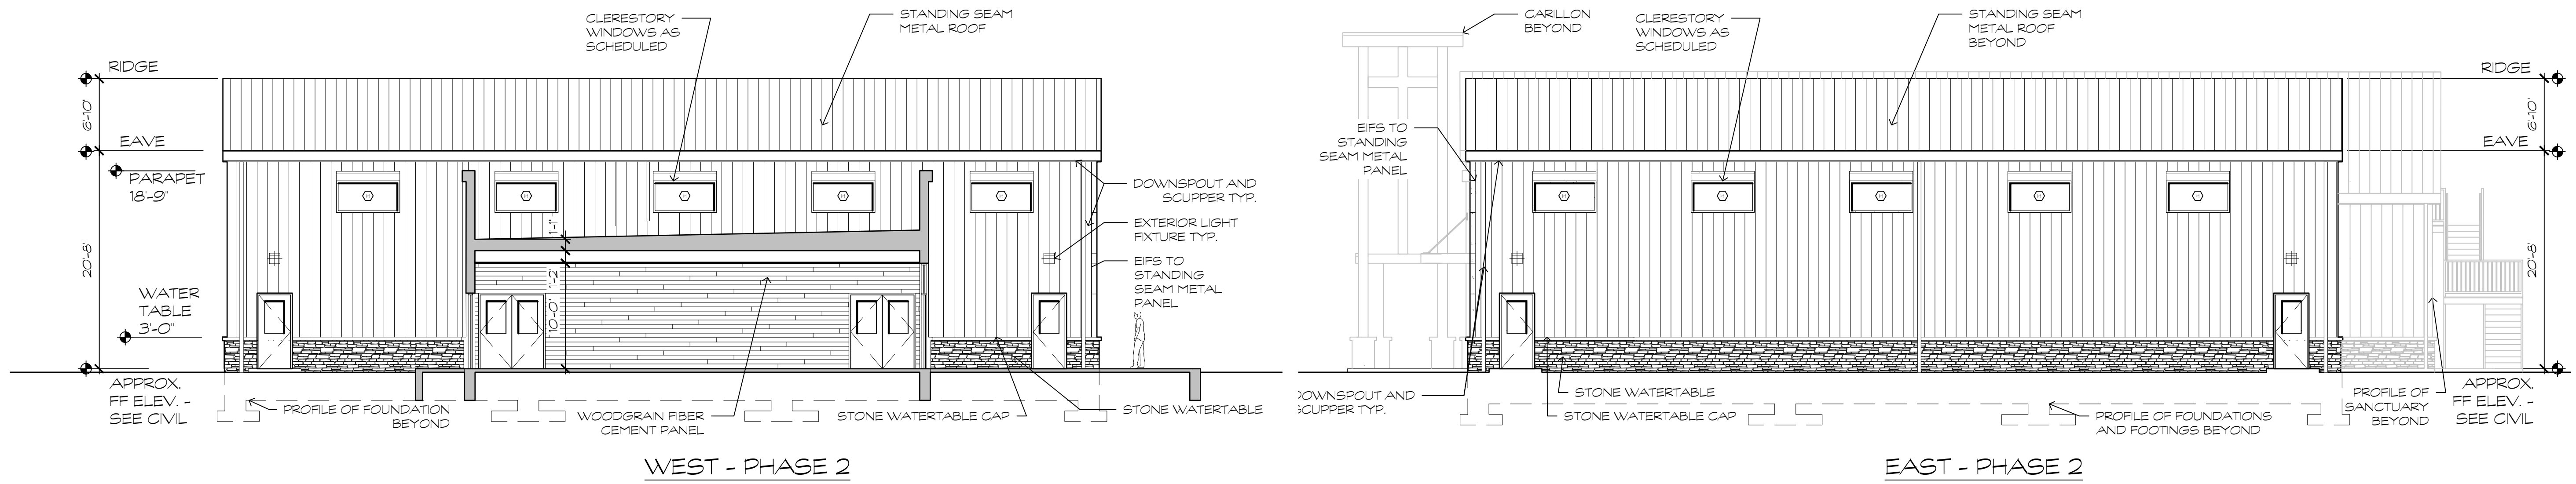 CLERESTORY
WINDOWS AS
SCHEDULED
STANDING SEAM
METAL ROOF
RIDGE
6'-10"
EAVE
PARAPET
18'-9"
20'-8"
WATER
TABLE
3'-0"
APPROX.
FF ELEV. -
SEE CIVIL
1'-1"
1'-2"
10'-0"
DOWNSPOUT AND
SCUPPER TYP.
EXTERIOR LIGHT
FIXTURE TYP.
EIFS TO
STANDING
SEAM METAL
PANEL
PROFILE OF FOUNDATION
BEYOND
WOODGRAIN FIBER
CEMENT PANEL
STONE WATERTABLE CAP
STONE WATERTABLE
WEST - PHASE 2
CARILLON
BEYOND
CLERESTORY
WINDOWS AS
SCHEDULED
STANDING SEAM
METAL ROOF
BEYOND
RIDGE
6'-10"
EAVE
EIFS TO
STANDING
SEAM METAL
PANEL
20'-8"
DOWNSPOUT AND
SCUPPER TYP.
STONE WATERTABLE
STONE WATERTABLE CAP
PROFILE OF FOUNDATIONS
AND FOOTINGS BEYOND
PROFILE OF
SANCTUARY
BEYOND
APPROX.
FF ELEV. -
SEE CIVIL
EAST - PHASE 2